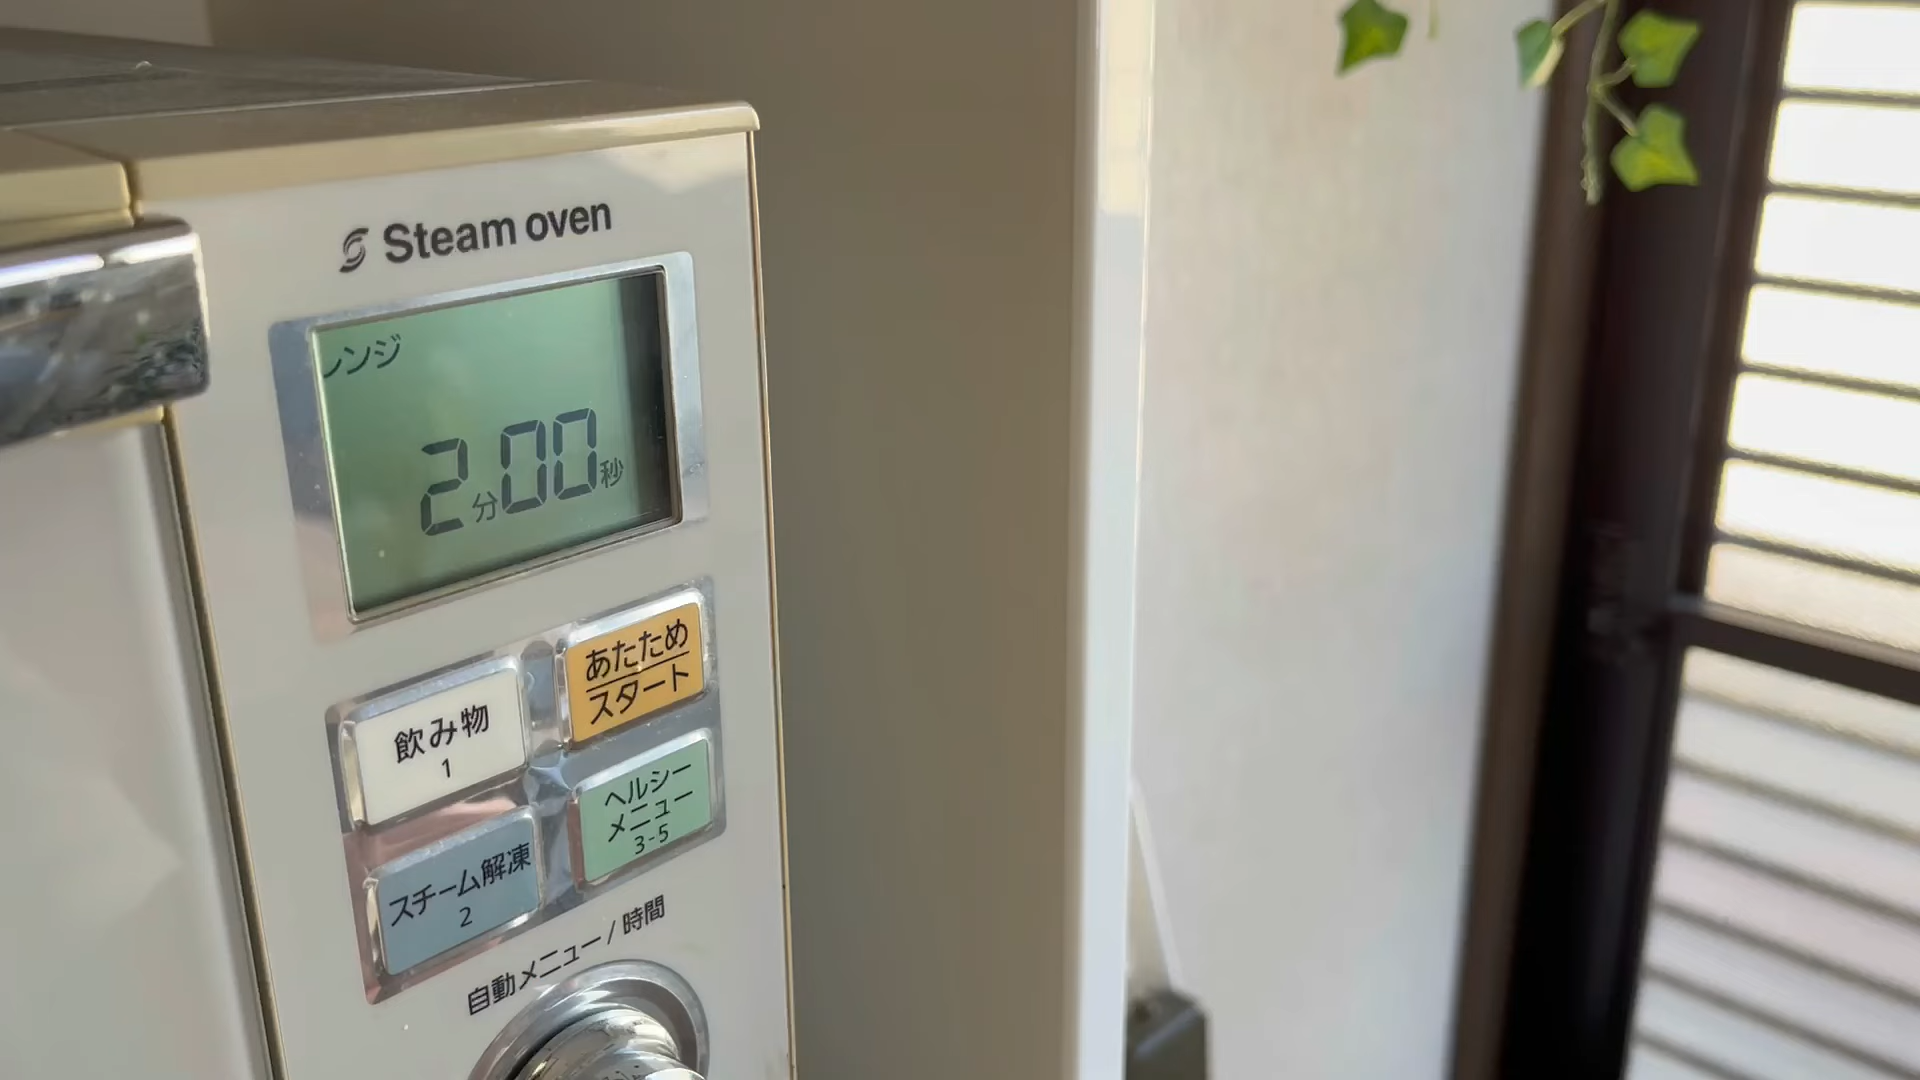 Steam oven
レンジ
2分00秒
あたため
スタート
飲み物
1
ヘルシー
メニュー
3-5
スチーム解凍
2
自動メニュー/時間